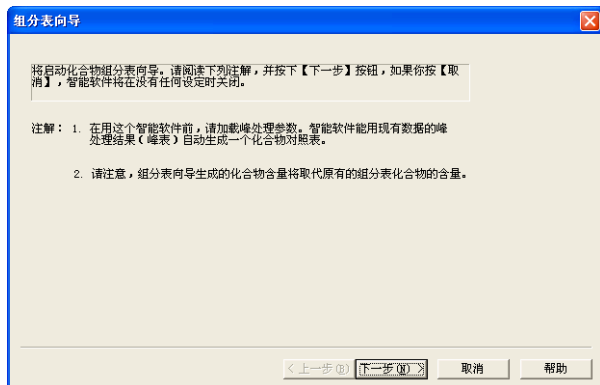 组分表向导
将启动化合物组分表向导。请阅读下列注解,并按下【下一步】按钮,如果你按【取
消】,智能软件将在没有任何设定时关闭。
注解: 1. 在用这个智能软件前,请加载峰处理参数。智能软件能用现有数据的峰
处理结果(峰表)自动生成一个化合物对照表。
2. 请注意,组分表向导生成的化合物含量将取代原有的组分表化合物的含量。
< 上一步(B) 下一步(N) > 取消 帮助